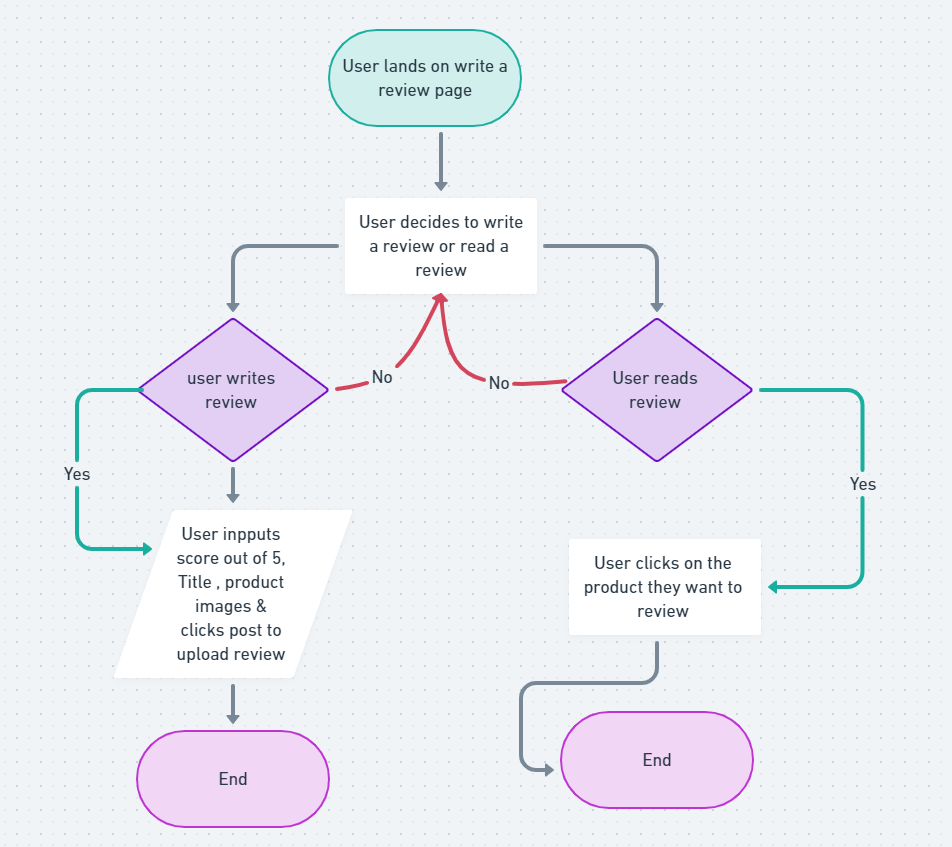 User lands on write a
review page
User decides to write
a review or read a
review
user writes
review
No
No
User reads
review
Yes
Yes
User inpputs
score out of 5,
Title , product
images &
clicks post to
upload review
User clicks on the
product they want to
review
End
End